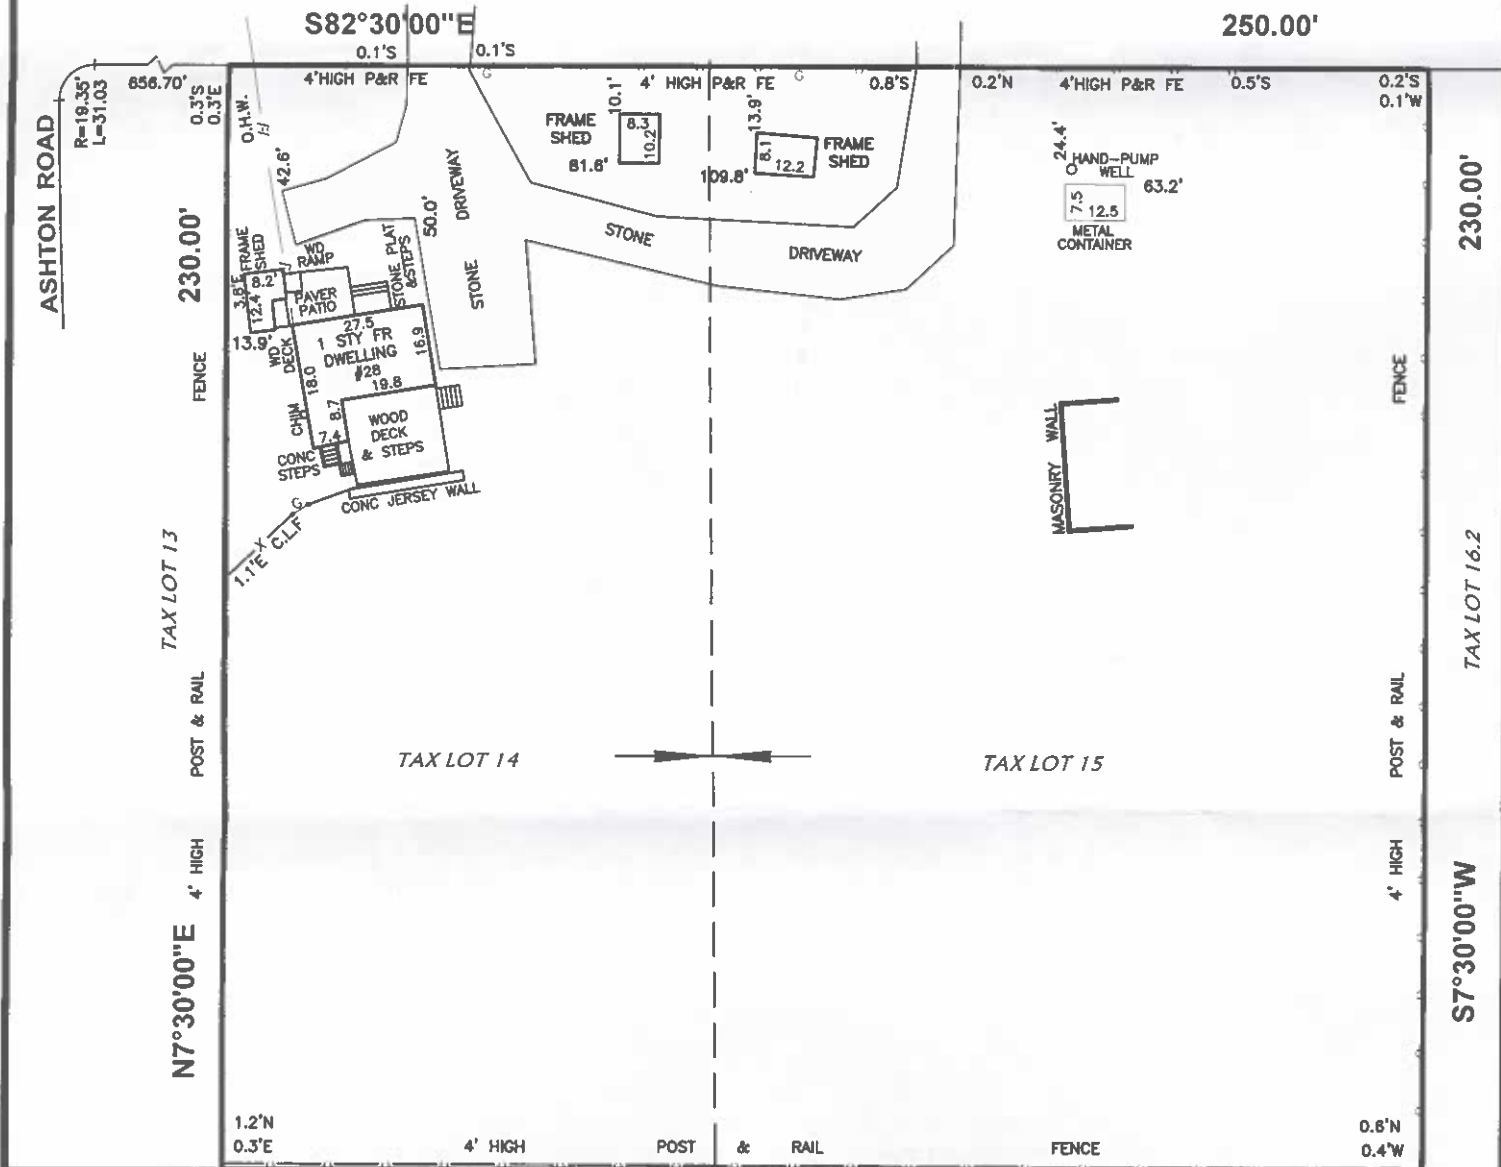 S82°30'00"E
250.00'
0.1'S
0.1'S
656.70'
4'HIGH P&R FE
G
4' HIGH P&R FE
G
0.8'S
0.2'N
4'HIGH P&R FE
0.5'S
0.2'S
0.1'W
R=19.35'
L=31.03
0.3'S
0.3'E
O.H.W.
ASHTON ROAD
42.6'
DRIVEWAY
50.0'
STONE
FRAME
SHED
10.1'
8.3
10.2'
81.6'
13.9'
8.1
12.2
109.8'
FRAME
SHED
24.4'
HAND-PUMP
WELL
63.2'
7.5
12.5
METAL
CONTAINER
STONE
DRIVEWAY
230.00'
230.00'
FRAME
SHED
3.8'E
8.2'
12.4
13.9'
WD
RAMP
PAVER
PATIO
STONE PLAT
&STEPS
WD
DECK
27.5
1 STY FR
DWELLING
#28
16.9
18.0
19.8
8.7
CHIM
7.4
WOOD
DECK
& STEPS
CONC
STEPS
CONC JERSEY WALL
G
X
C.L.F
1.1'E
FENCE
FENCE
MASONRY WALL
TAX LOT 13
TAX LOT 16.2
TAX LOT 14
TAX LOT 15
4' HIGH POST & RAIL
4' HIGH POST & RAIL
N7°30'00"E
S7°30'00"W
1.2'N
0.3'E
4' HIGH POST & RAIL FENCE
0.6'N
0.4'W